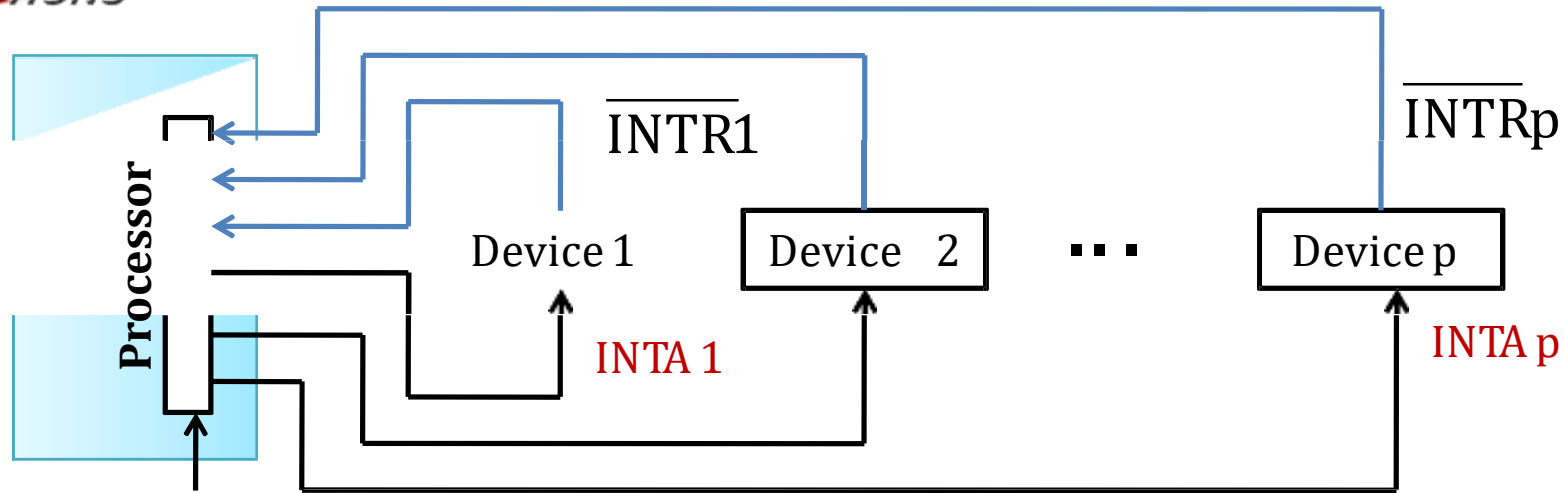 INTR1
INTRp
Processor
Device 1
Device 2
...
Device p
INTA 1
INTA p